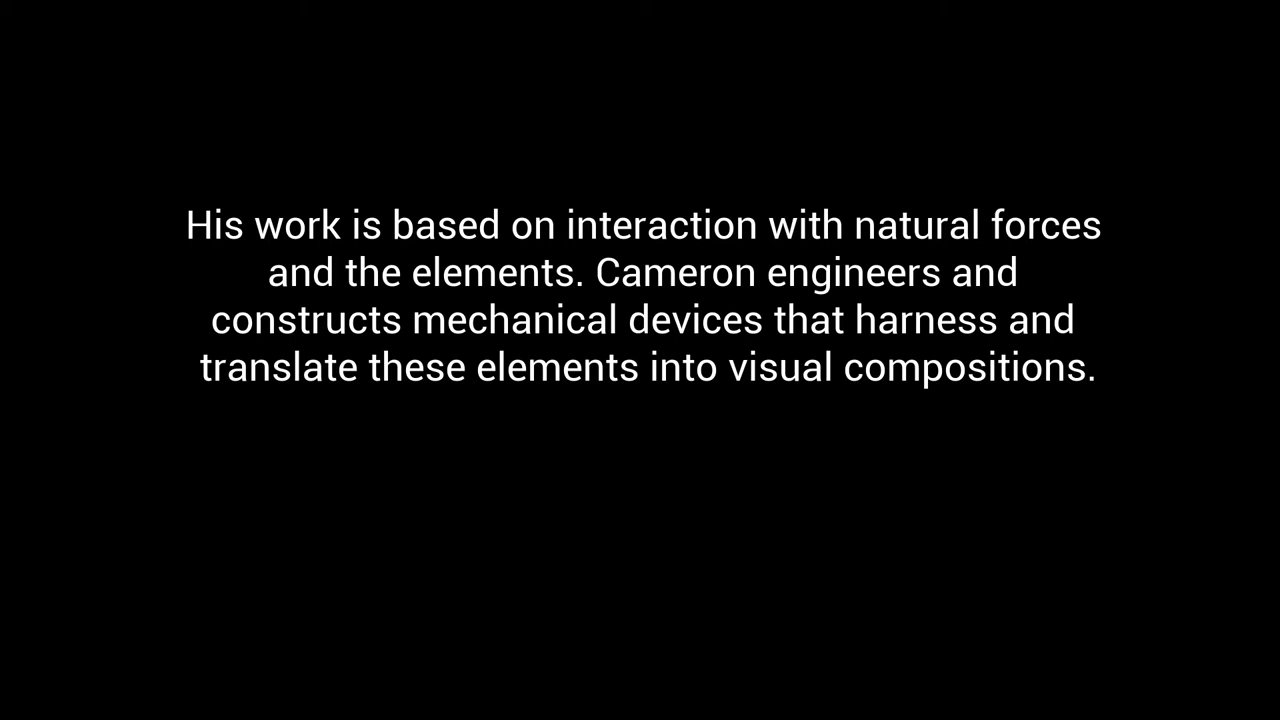 His work is based on interaction with natural forces
and the elements. Cameron engineers and
constructs mechanical devices that harness and
translate these elements into visual compositions.